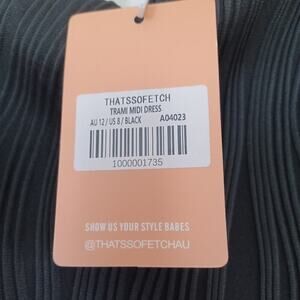 THATSSOFETCH
TRAMI MIDI DRESS
AU 12 / US 8 / BLACK A04023
1000001735
SHOW US YOUR STYLE BABES
@THATSSOFETCHAU